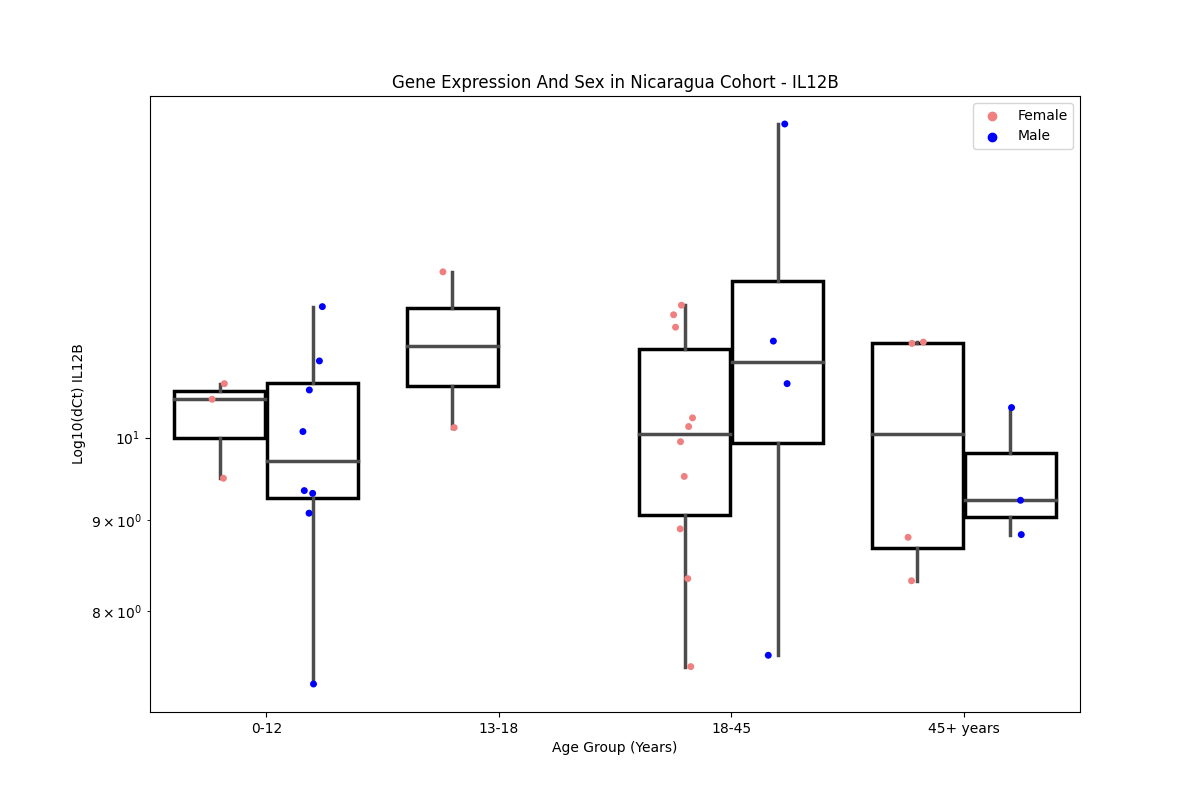 Gene Expression And Sex in Nicaragua Cohort - IL12B
Female
Male
Log10(dCt) IL12B
10¹
9 × 10⁰
8 × 10⁰
0-12
13-18
18-45
45+ years
Age Group (Years)